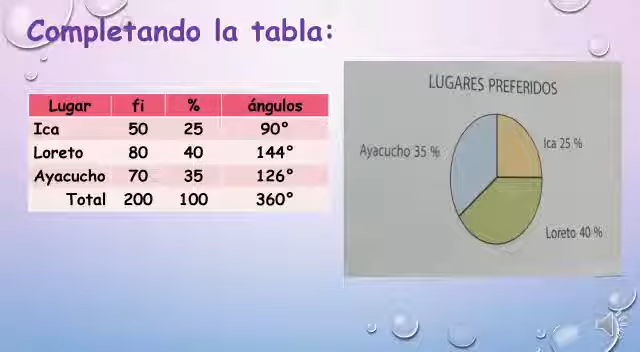 Completando la tabla:
Lugar fi % ángulos
Ica 50 25 90°
Loreto 80 40 144°
Ayacucho 70 35 126°
Total 200 100 360°
LUGARES PREFERIDOS
Ayacucho 35 %
Ica 25 %
Loreto 40 %